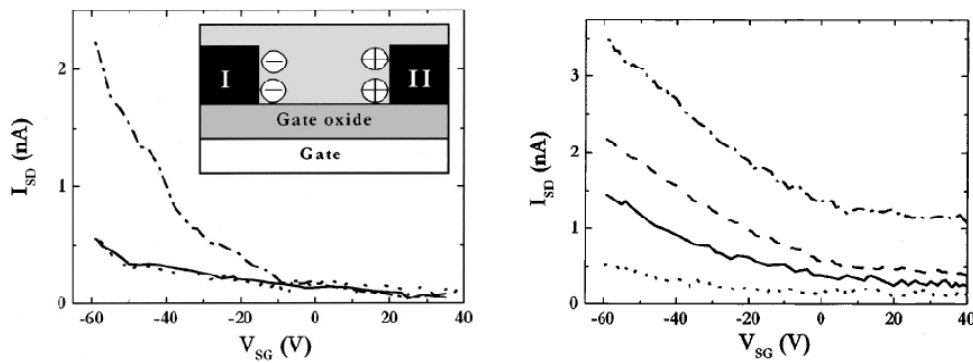 2
1
0
I_SD (nA)
-60 -40 -20 0 20 40
V_SG (V)
I
II
Gate oxide
Gate
3
2
1
0
I_SD (nA)
-60 -40 -20 0 20 40
V_SG (V)